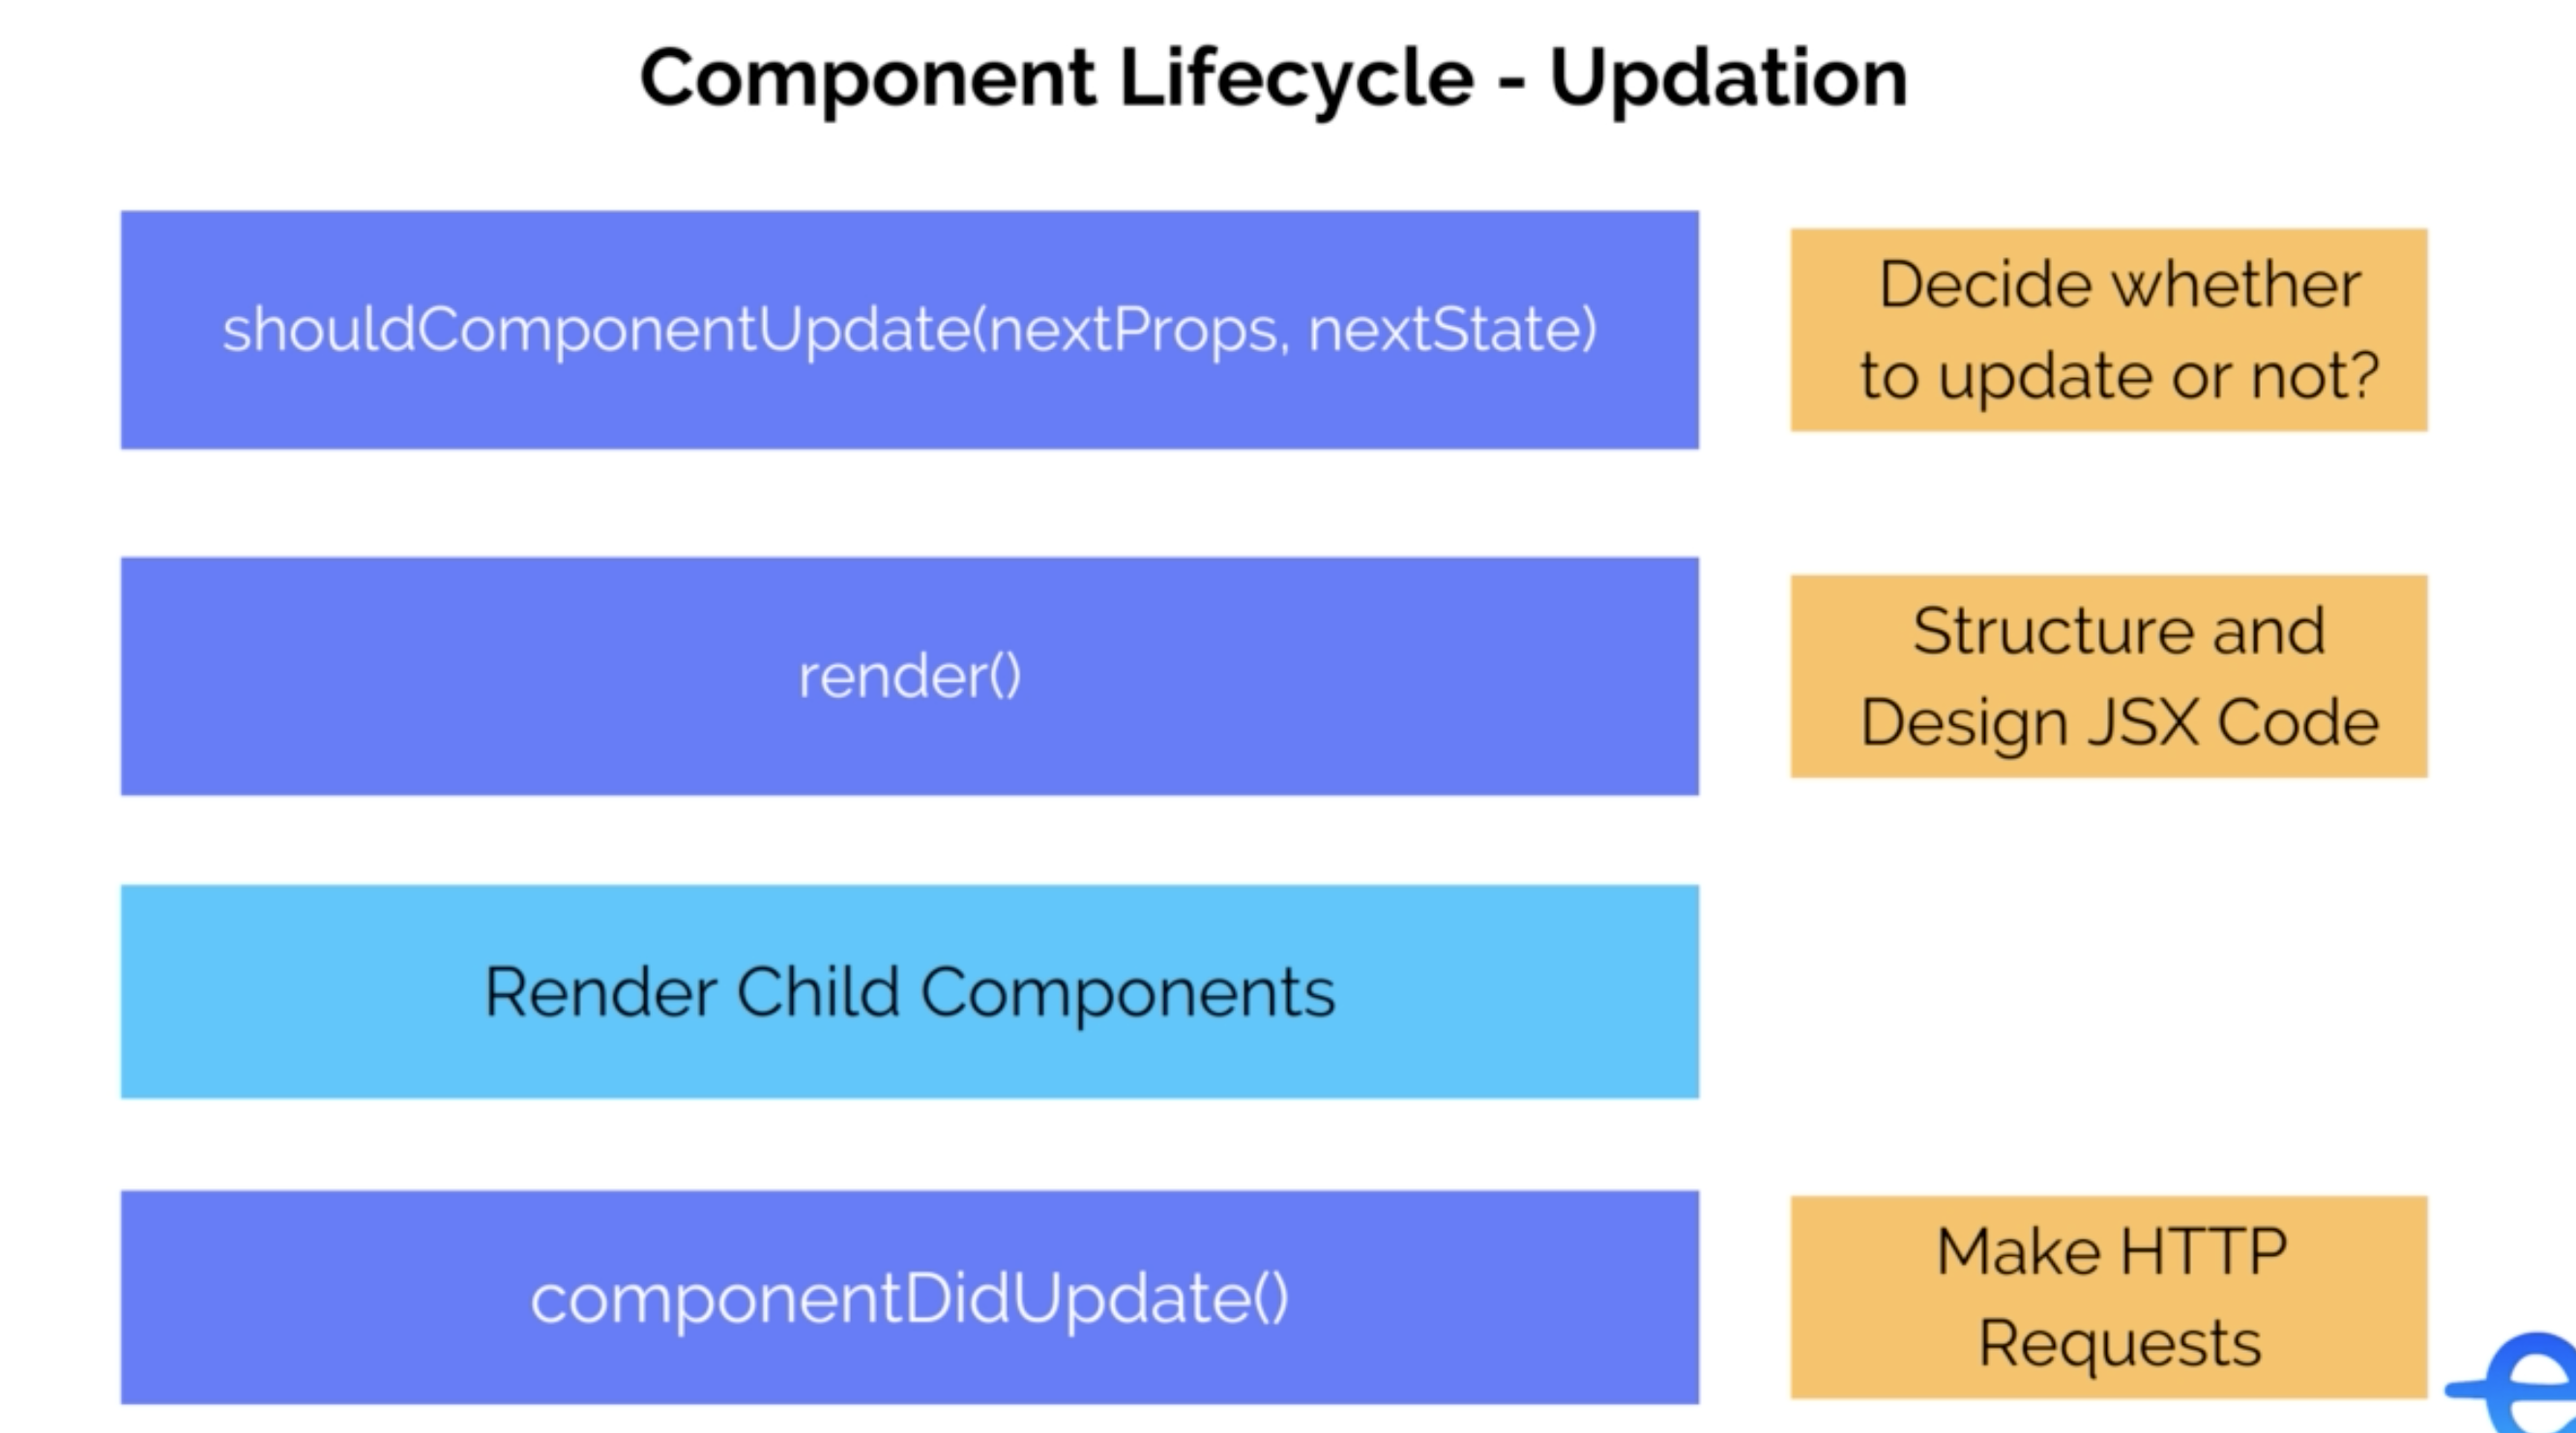 Component Lifecycle - Updation
shouldComponentUpdate(nextProps, nextState)
Decide whether
to update or not?
render()
Structure and
Design JSX Code
Render Child Components
componentDidUpdate()
Make HTTP
Requests
e